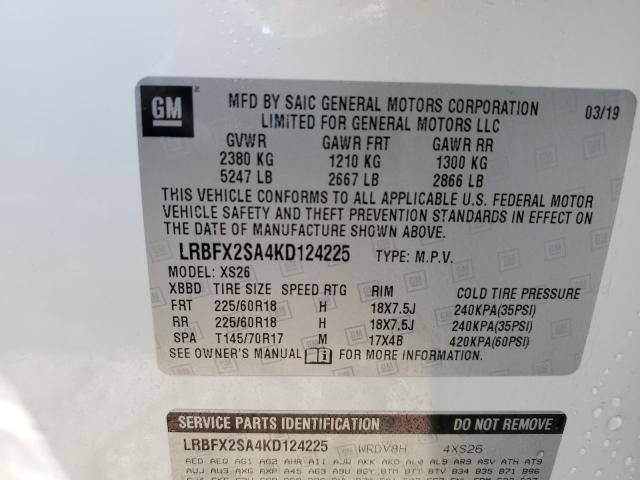 GM
MFD BY SAIC GENERAL MOTORS CORPORATION 03/19
LIMITED FOR GENERAL MOTORS LLC
GVWR GAWR FRT GAWR RR
2380 KG 1210 KG 1300 KG
5247 LB 2667 LB 2866 LB
THIS VEHICLE CONFORMS TO ALL APPLICABLE U.S. FEDERAL MOTOR
VEHICLE SAFETY AND THEFT PREVENTION STANDARDS IN EFFECT ON
THE DATE OF MANUFACTURE SHOWN ABOVE.
LRBFX2SA4KD124225 TYPE: M.P.V.
MODEL: XS26
XBBD TIRE SIZE SPEED RTG RIM COLD TIRE PRESSURE
FRT 225/60R18 H 18X7.5J 240KPA(35PSI)
RR 225/60R18 H 18X7.5J 240KPA(35PSI)
SPA T145/70R17 M 17X4B 420KPA(60PSI)
SEE OWNER'S MANUAL FOR MORE INFORMATION.
SERVICE PARTS IDENTIFICATION DO NOT REMOVE
LRBFX2SA4KD124225 WRDV8H 4XS26